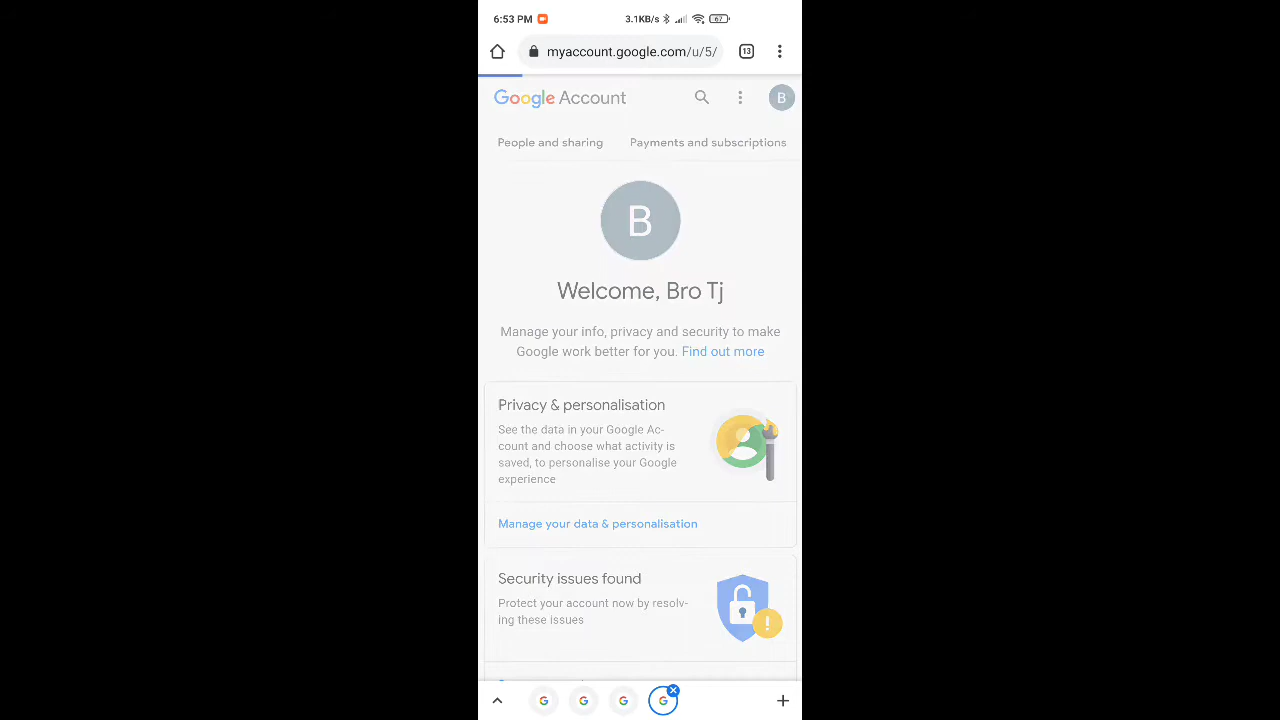 6:53 PM 3.1KB/s 67
myaccount.google.com/u/5/ 13
Google Account B
People and sharing Payments and subscriptions
B
Welcome, Bro Tj
Manage your info, privacy and security to make
Google work better for you. Find out more
Privacy & personalisation
See the data in your Google Ac-
count and choose what activity is
saved, to personalise your Google
experience
Manage your data & personalisation
Security issues found
Protect your account now by resolv-
ing these issues
G G G G